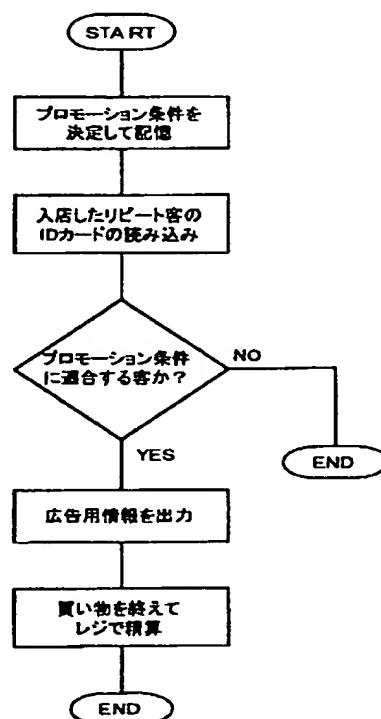 START
プロモーション条件を
決定して記憶
入店したリピート客の
IDカードの読み込み
プロモーション条件
に適合する客か?
NO
YES
END
広告用情報を出力
買い物を終えて
レジで精算
END